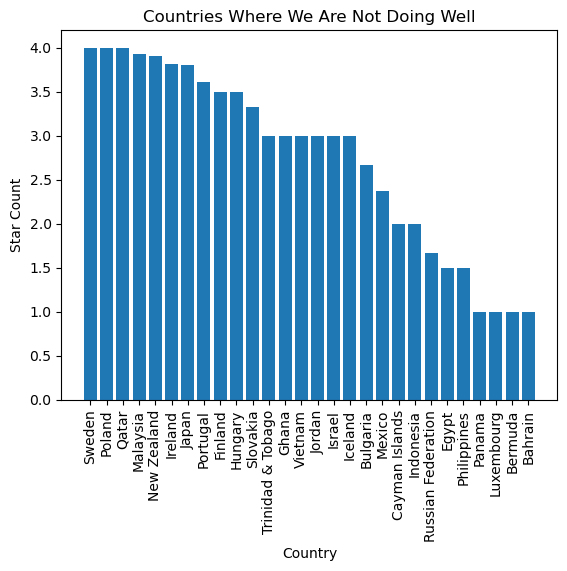 Countries Where We Are Not Doing Well
Star Count
4.0
3.5
3.0
2.5
2.0
1.5
1.0
0.5
0.0
Sweden
Poland
Qatar
Malaysia
New Zealand
Ireland
Japan
Portugal
Finland
Hungary
Slovakia
Trinidad & Tobago
Ghana
Vietnam
Jordan
Israel
Iceland
Bulgaria
Mexico
Cayman Islands
Indonesia
Russian Federation
Egypt
Philippines
Panama
Luxembourg
Bermuda
Bahrain
Country